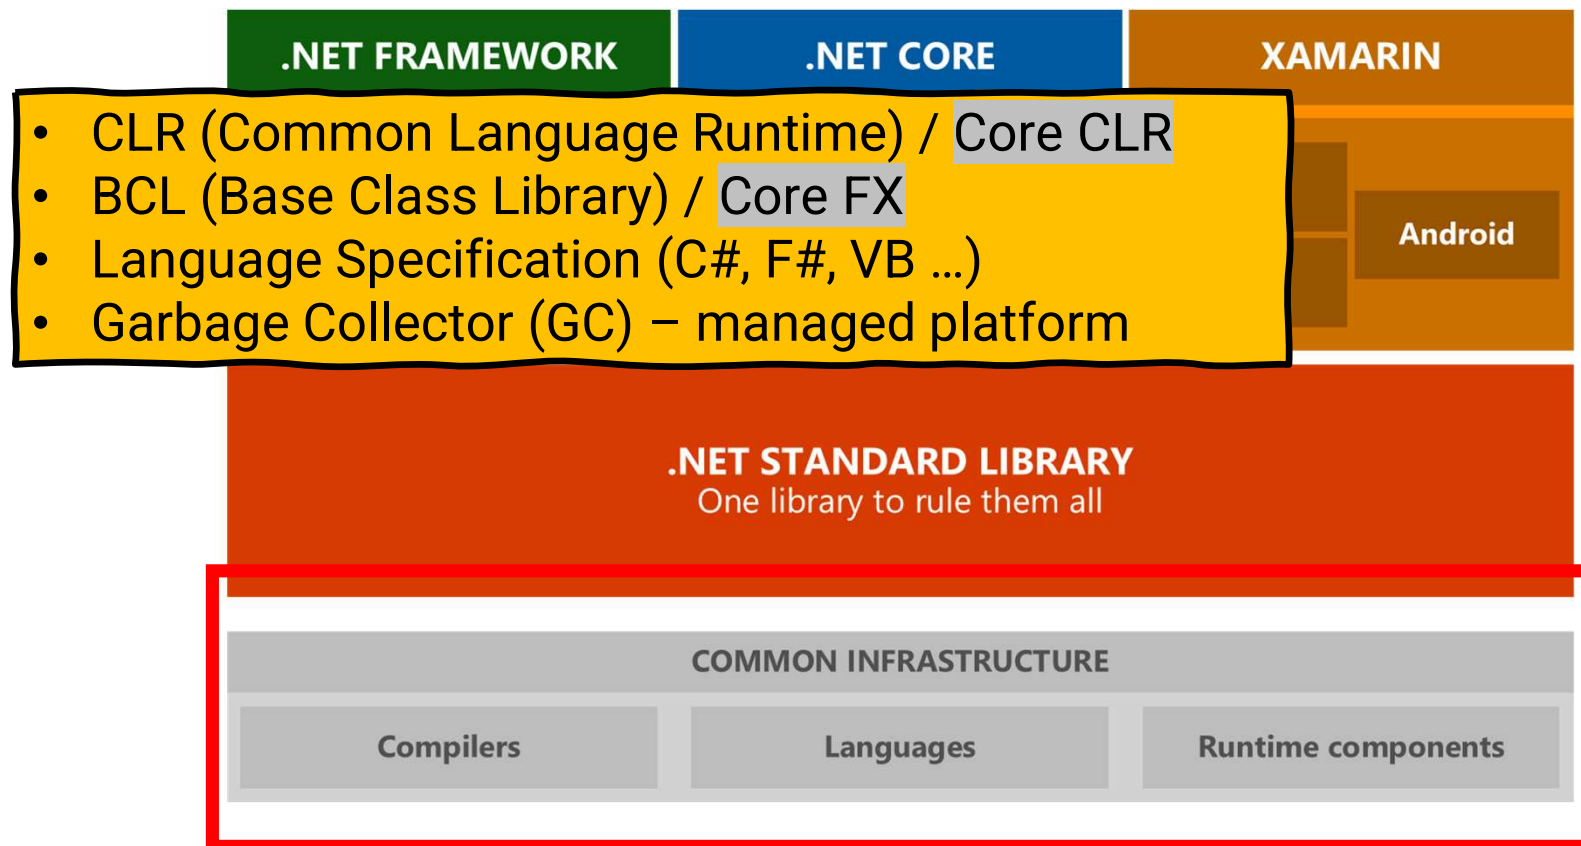 .NET FRAMEWORK
.NET CORE
XAMARIN
• CLR (Common Language Runtime) / Core CLR
• BCL (Base Class Library) / Core FX
• Language Specification (C#, F#, VB ...)
• Garbage Collector (GC) – managed platform
Android
.NET STANDARD LIBRARY
One library to rule them all
COMMON INFRASTRUCTURE
Compilers
Languages
Runtime components